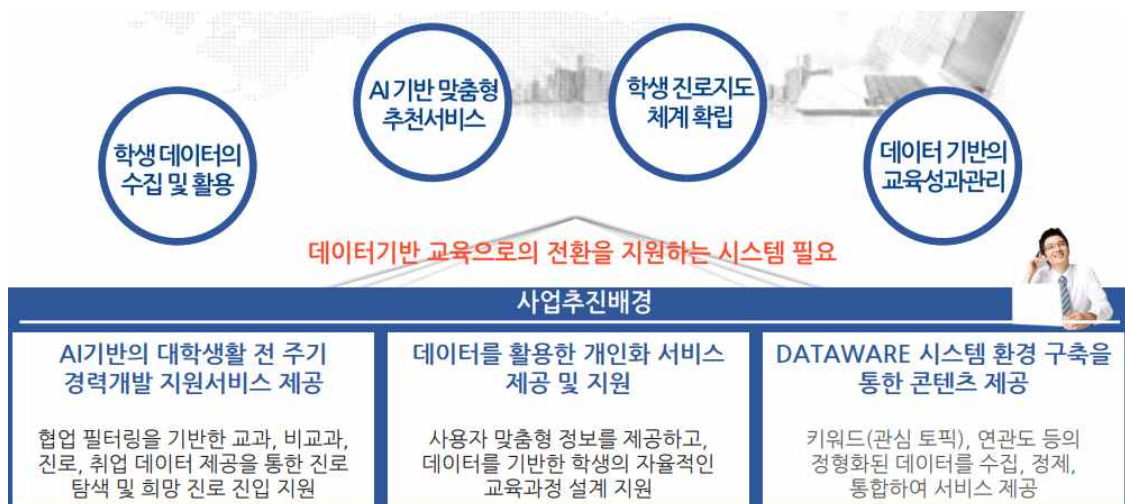 AI 기반 맞춤형
추천서비스
학생 진로지도
체계 확립
학생 데이터의
수집 및 활용
데이터 기반의
교육성과관리
데이터기반 교육으로의 전환을 지원하는 시스템 필요
사업추진배경
AI기반의 대학생활 전 주기
경력개발 지원서비스 제공
협업 필터링을 기반한 교과, 비교과,
진로, 취업 데이터 제공을 통한 진로
탐색 및 희망 진로 진입 지원
데이터를 활용한 개인화 서비스
제공 및 지원
사용자 맞춤형 정보를 제공하고,
데이터를 기반한 학생의 자율적인
교육과정 설계 지원
DATAWARE 시스템 환경 구축을
통한 콘텐츠 제공
키워드(관심 토픽), 연관도 등의
정형화된 데이터를 수집, 정제,
통합하여 서비스 제공